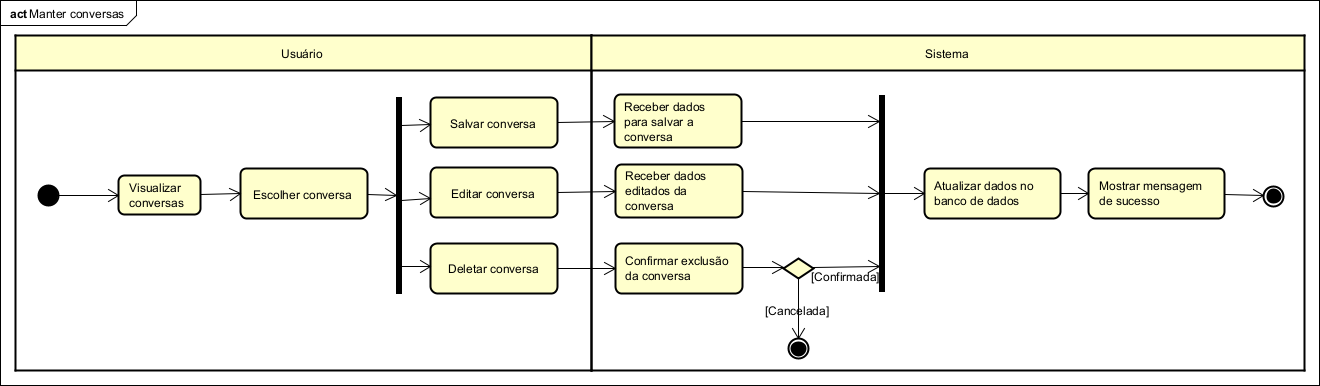 act Manter conversas
Usuário
Sistema
Visualizar
conversas
Escolher conversa
Salvar conversa
Editar conversa
Deletar conversa
Receber dados
para salvar a
conversa
Receber dados
editados da
conversa
Confirmar exclusão
da conversa
[Confirmada]
[Cancelada]
Atualizar dados no
banco de dados
Mostrar mensagem
de sucesso